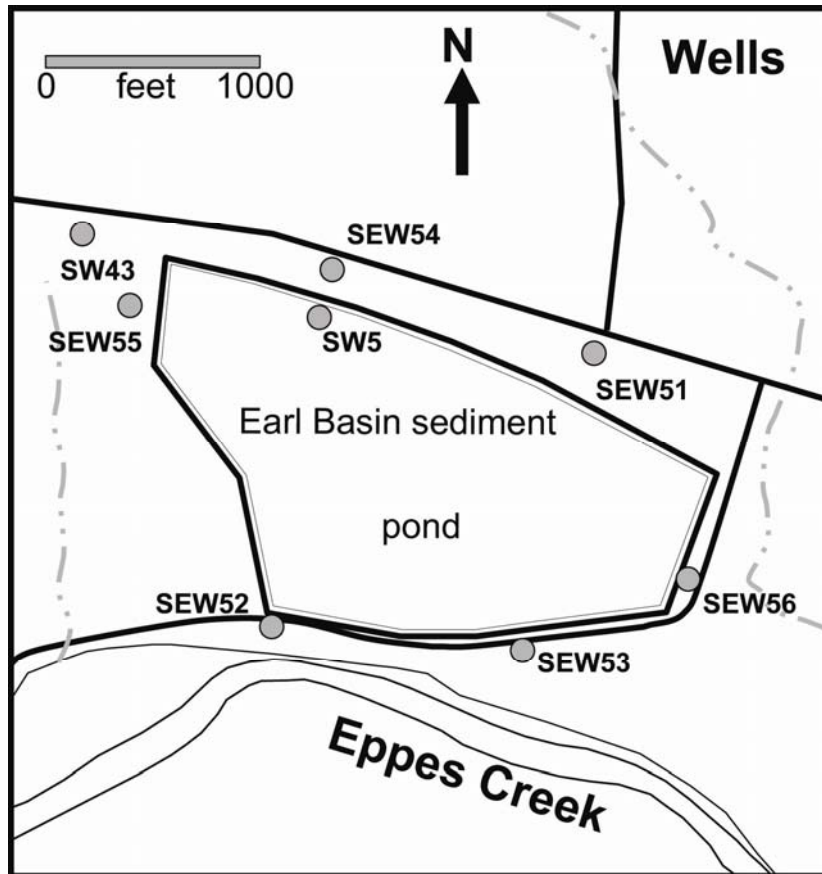 N
Wells
0 feet 1000
SEW54
SW43
SEW55
SW5
SEW51
Earl Basin sediment
pond
SEW52
SEW56
SEW53
Eppes Creek